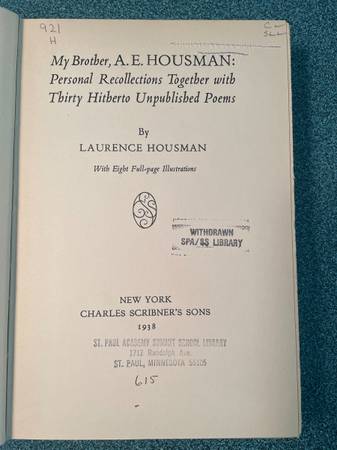 921
H
My Brother, A. E. HOUSMAN:
Personal Recollections Together with
Thirty Hitherto Unpublished Poems
By
LAURENCE HOUSMAN
With Eight Full-page Illustrations
WITHDRAWN
SPA/SS LIBRARY
NEW YORK
CHARLES SCRIBNER'S SONS
1938
ST. PAUL ACADEMY SUMMIT SCHOOL LIBRARY
1712 Randolph Ave.
ST. PAUL, MINNESOTA 55105
615